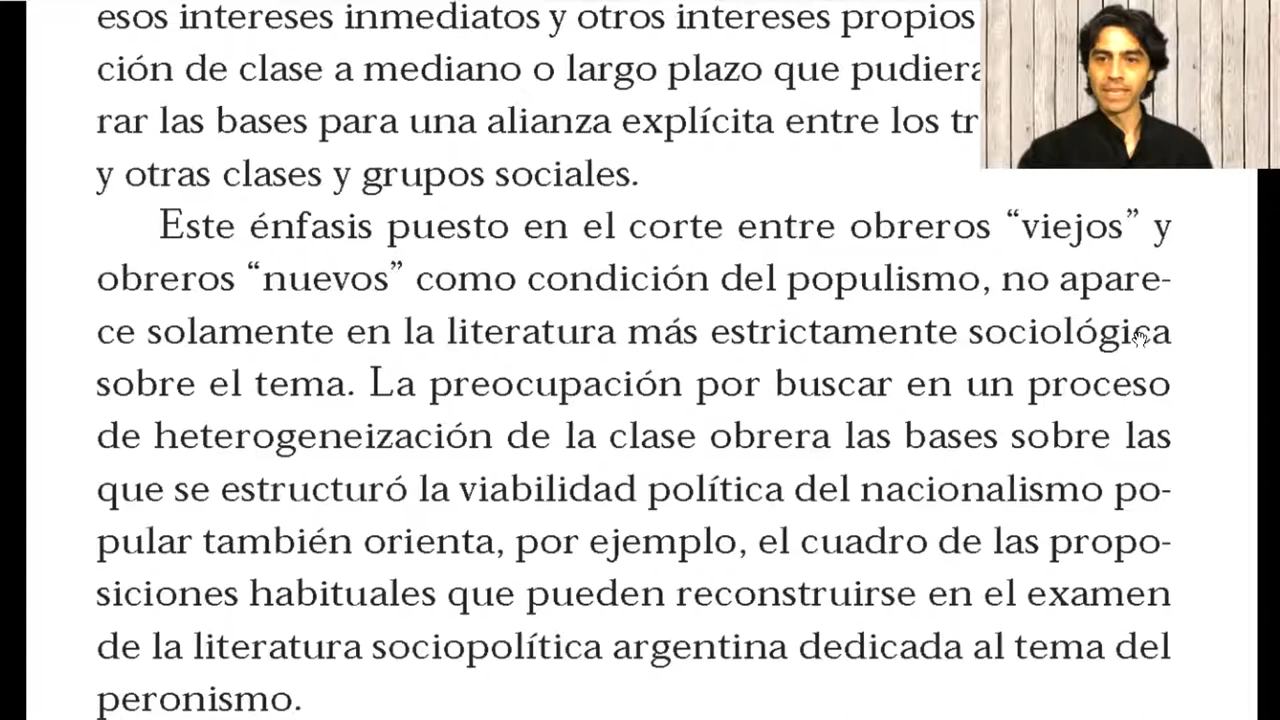 esos intereses inmediatos y otros intereses propios
ción de clase a mediano o largo plazo que
rar las bases para una alianza explícita entre los
y otras clases y grupos sociales.
Este énfasis puesto en el corte entre obreros “viejos” y
obreros “nuevos” como condición del populismo, no apare-
ce solamente en la literatura más estrictamente sociológica
sobre el tema. La preocupación por buscar en un proceso
de heterogeneización de la clase obrera las bases sobre las
que se estructuró la viabilidad política del nacionalismo po-
pular también orienta, por ejemplo, el cuadro de las propo-
siciones habituales que pueden reconstruirse en el examen
de la literatura sociopolítica argentina dedicada al tema del
peronismo.